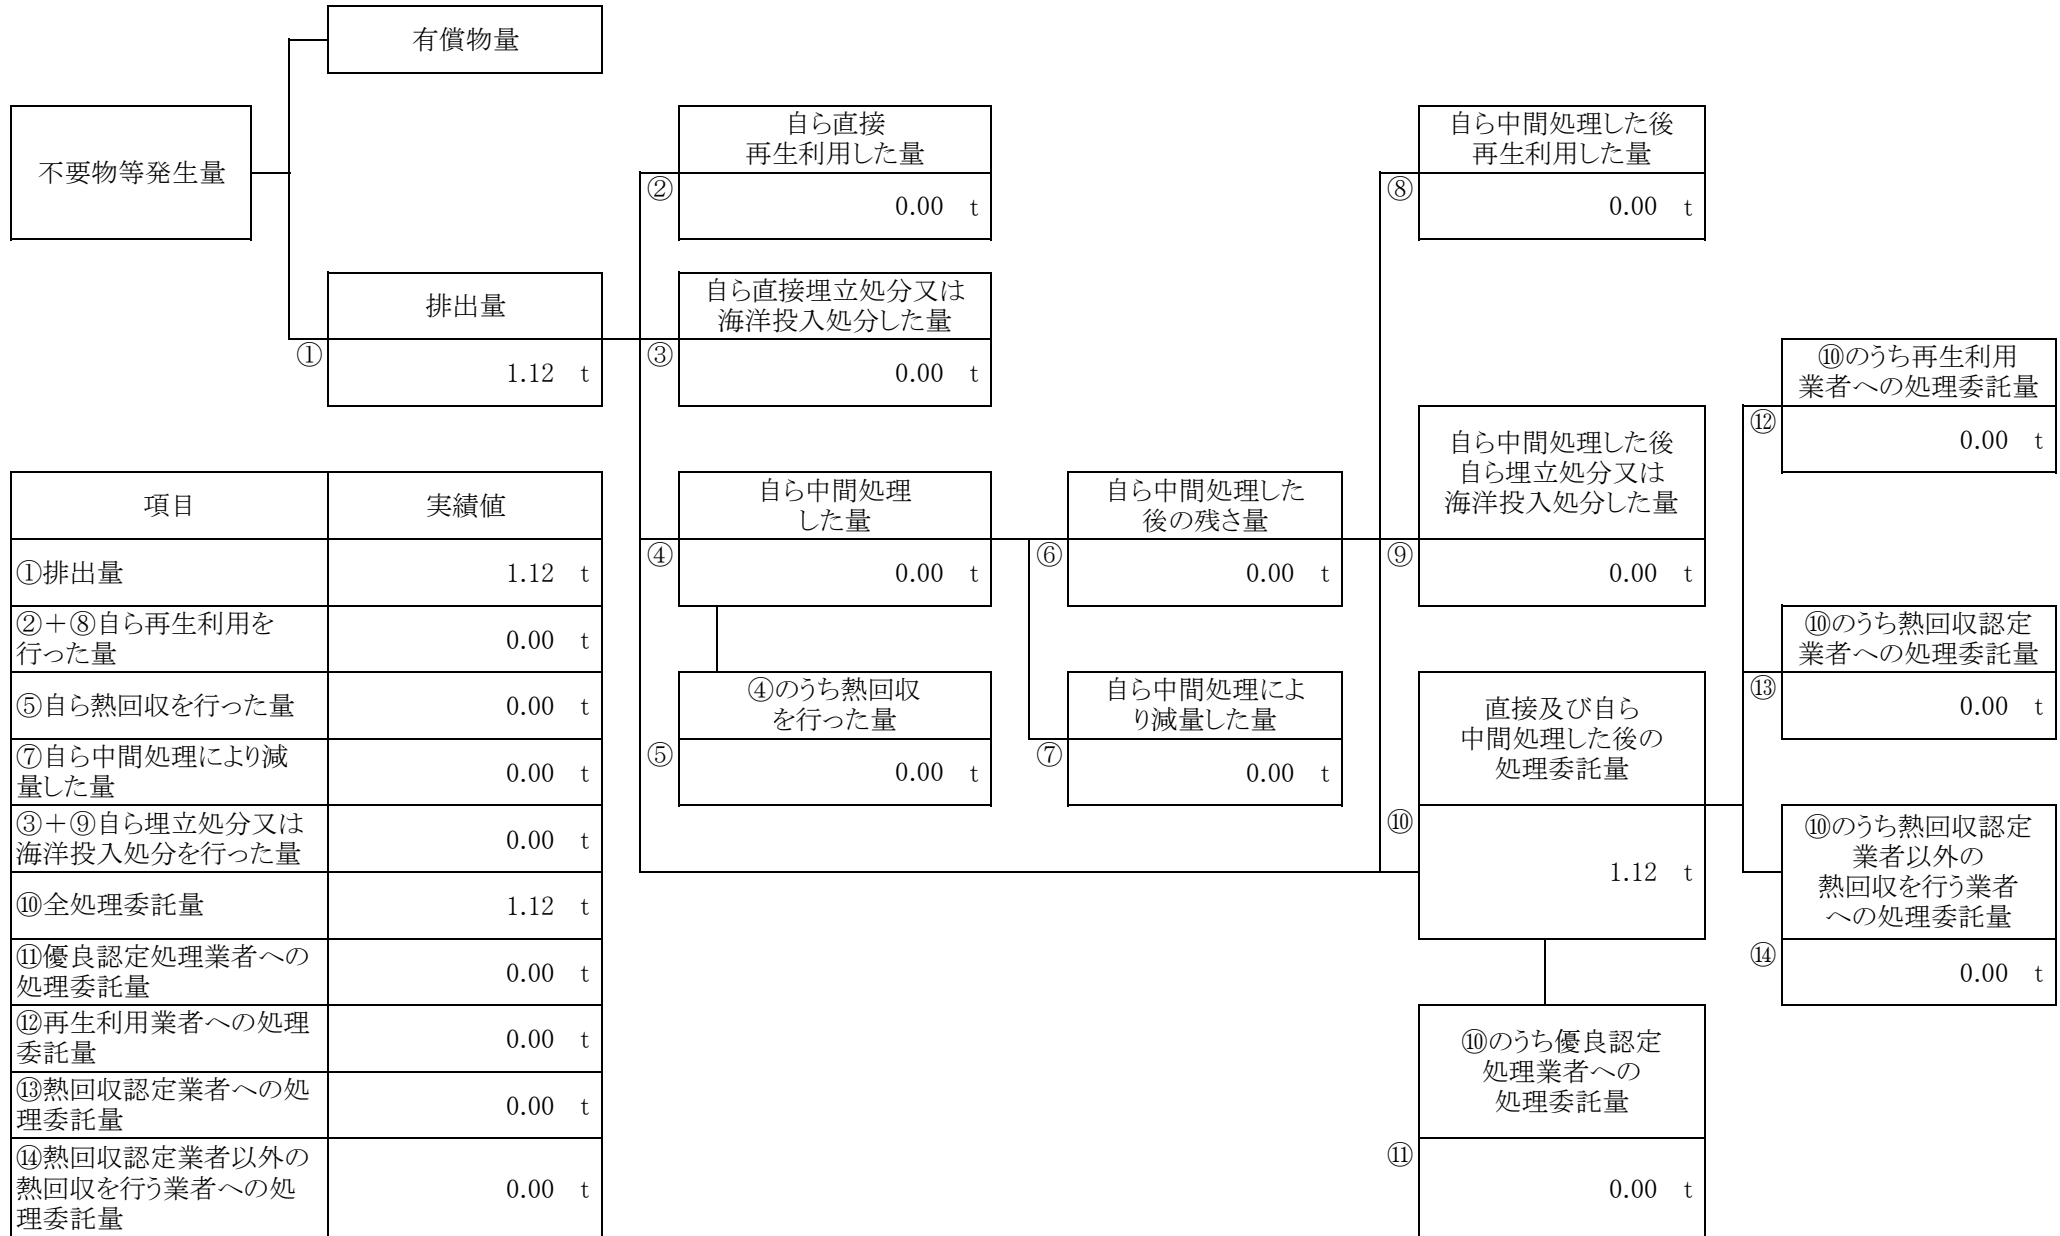 有償物量
不要物等発生量
排出量
①
1.12 t
自ら直接
再生利用した量
②
0.00 t
自ら直接埋立処分又は
海洋投入処分した量
③
0.00 t
自ら中間処理
した量
④
0.00 t
④のうち熱回収
を行った量
⑤
0.00 t
自ら中間処理した
後の残さ量
⑥
0.00 t
自ら中間処理によ
り減量した量
⑦
0.00 t
自ら中間処理した後
再生利用した量
⑧
0.00 t
自ら中間処理した後
自ら埋立処分又は
海洋投入処分した量
⑨
0.00 t
直接及び自ら
中間処理した後の
処理委託量
⑩
1.12 t
⑩のうち優良認定
処理業者への
処理委託量
⑪
0.00 t
⑩のうち再生利用
業者への処理委託量
⑫
0.00 t
⑩のうち熱回収認定
業者への処理委託量
⑬
0.00 t
⑩のうち熱回収認定
業者以外の
熱回収を行う業者
への処理委託量
⑭
0.00 t
項目 実績値
①排出量 1.12 t
②＋⑧自ら再生利用を
行った量 0.00 t
⑤自ら熱回収を行った量 0.00 t
⑦自ら中間処理により減
量した量 0.00 t
③＋⑨自ら埋立処分又は
海洋投入処分を行った量 0.00 t
⑩全処理委託量 1.12 t
⑪優良認定処理業者への
処理委託量 0.00 t
⑫再生利用業者への処理
委託量 0.00 t
⑬熱回収認定業者への処
理委託量 0.00 t
⑭熱回収認定業者以外の
熱回収を行う業者への処
理委託量 0.00 t